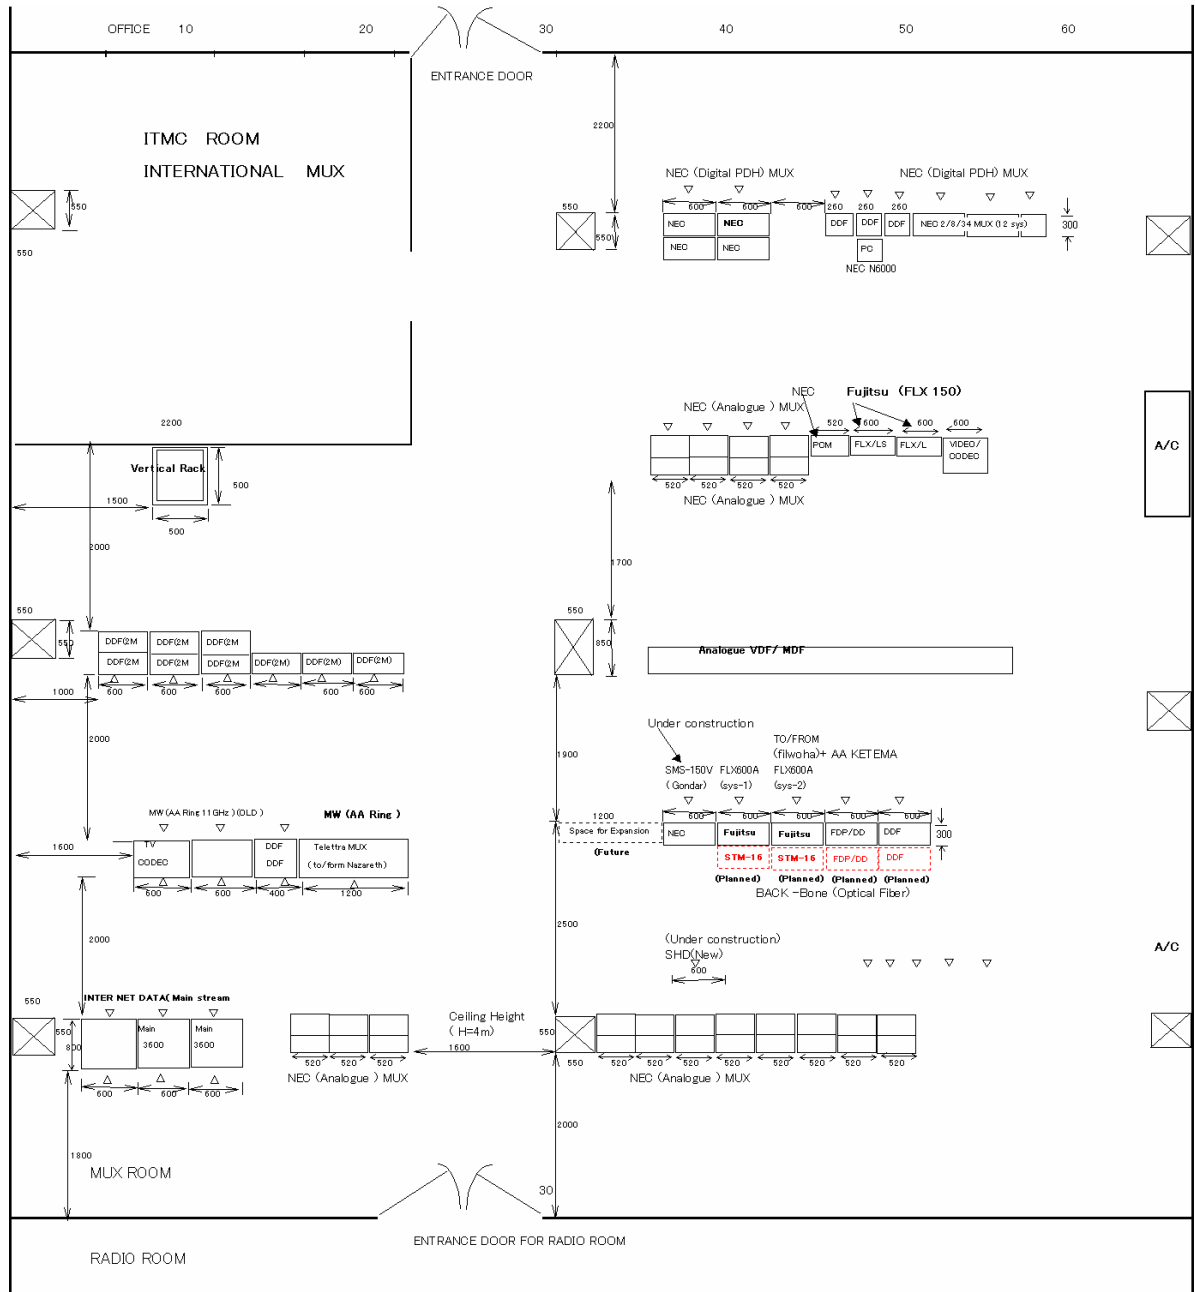 OFFICE 10 20 30 40 50 60
ENTRANCE DOOR
ITMC ROOM
INTERNATIONAL MUX
2200
NEC (Digital PDH) MUX NEC (Digital PDH) MUX
550 550 600 600 600 260 260 260
NEC NEC DDF DDF DDF NEC 2/8/34 MUX (12 sys) 300
550
NEC NEC PC
550 NEC N6000
NEC Fujitsu (FLX 150)
NEC (Analogue ) MUX
2200 520 600 600 600
PCM FLX/LS FLX/L VIDEO/
CODEC
A/C
Vertical Rack
500 520 520 520 520
1500 NEC (Analogue ) MUX
500
2000
1700
550 550
550 850
DDF(2M DDF(2M DDF(2M
DDF(2M DDF(2M DDF(2M DDF(2M) DDF(2M) DDF(2M)
Analogue VDF/ MDF
1000 600 600 600 600 600
Under construction
2000 1900
TO/FROM
(filwoha)+ AA KETEMA
SMS-150V FLX600A FLX600A
(Gondar) (sys-1) (sys-2)
MW (AA Ring 11GHz ) (OLD) MW (AA Ring )
1200 600 600 600 600 600
Space for Expansion NEC Fujitsu Fujitsu FDP/DD DDF 300
(Future
1600
TV DDF Telettra MUX
CODEC DDF (to/form Nazareth)
STM-16 STM-16 FDP/DD DDF
(Planned) (Planned) (Planned) (Planned)
600 600 400 1200
BACK -Bone (Optical Fiber)
2500
2000
(Under construction)
SHD(New)
600
A/C
INTER NET DATA( Main stream
550
550
800
Main Main
3600 3600
Ceiling Height
( H=4m)
550
1600
520 520 520 550 520 520 520 520 520 520 520 520
NEC (Analogue ) MUX NEC (Analogue ) MUX
600 600 600
2000
1800
MUX ROOM
30
ENTRANCE DOOR FOR RADIO ROOM
RADIO ROOM